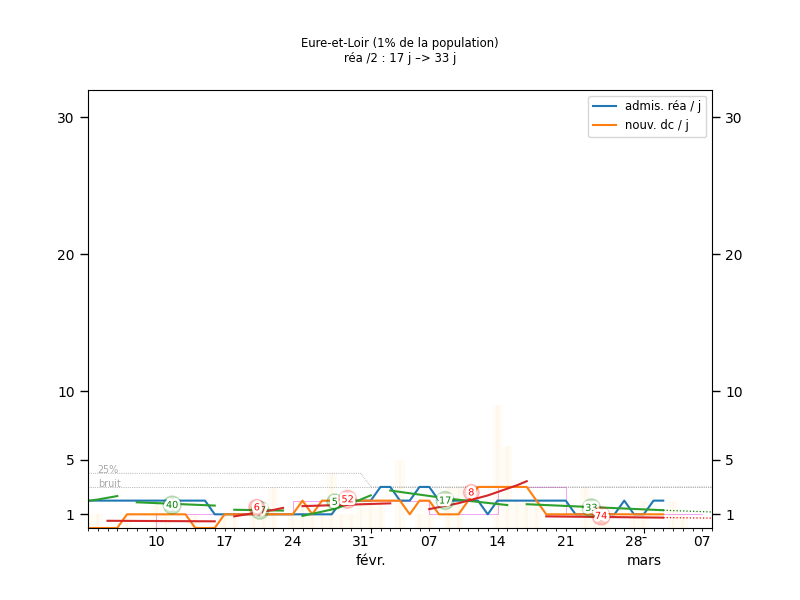 Eure-et-Loir (1% de la population)
réa /2 : 17 j –> 33 j
admis. réa / j
nouv. dc / j
30 30
20 20
10 10
5 5
1 1
25%
bruit
40 6 5 52 17 8 33 74
10 17 24 31 07 14 21 28 07
févr. mars